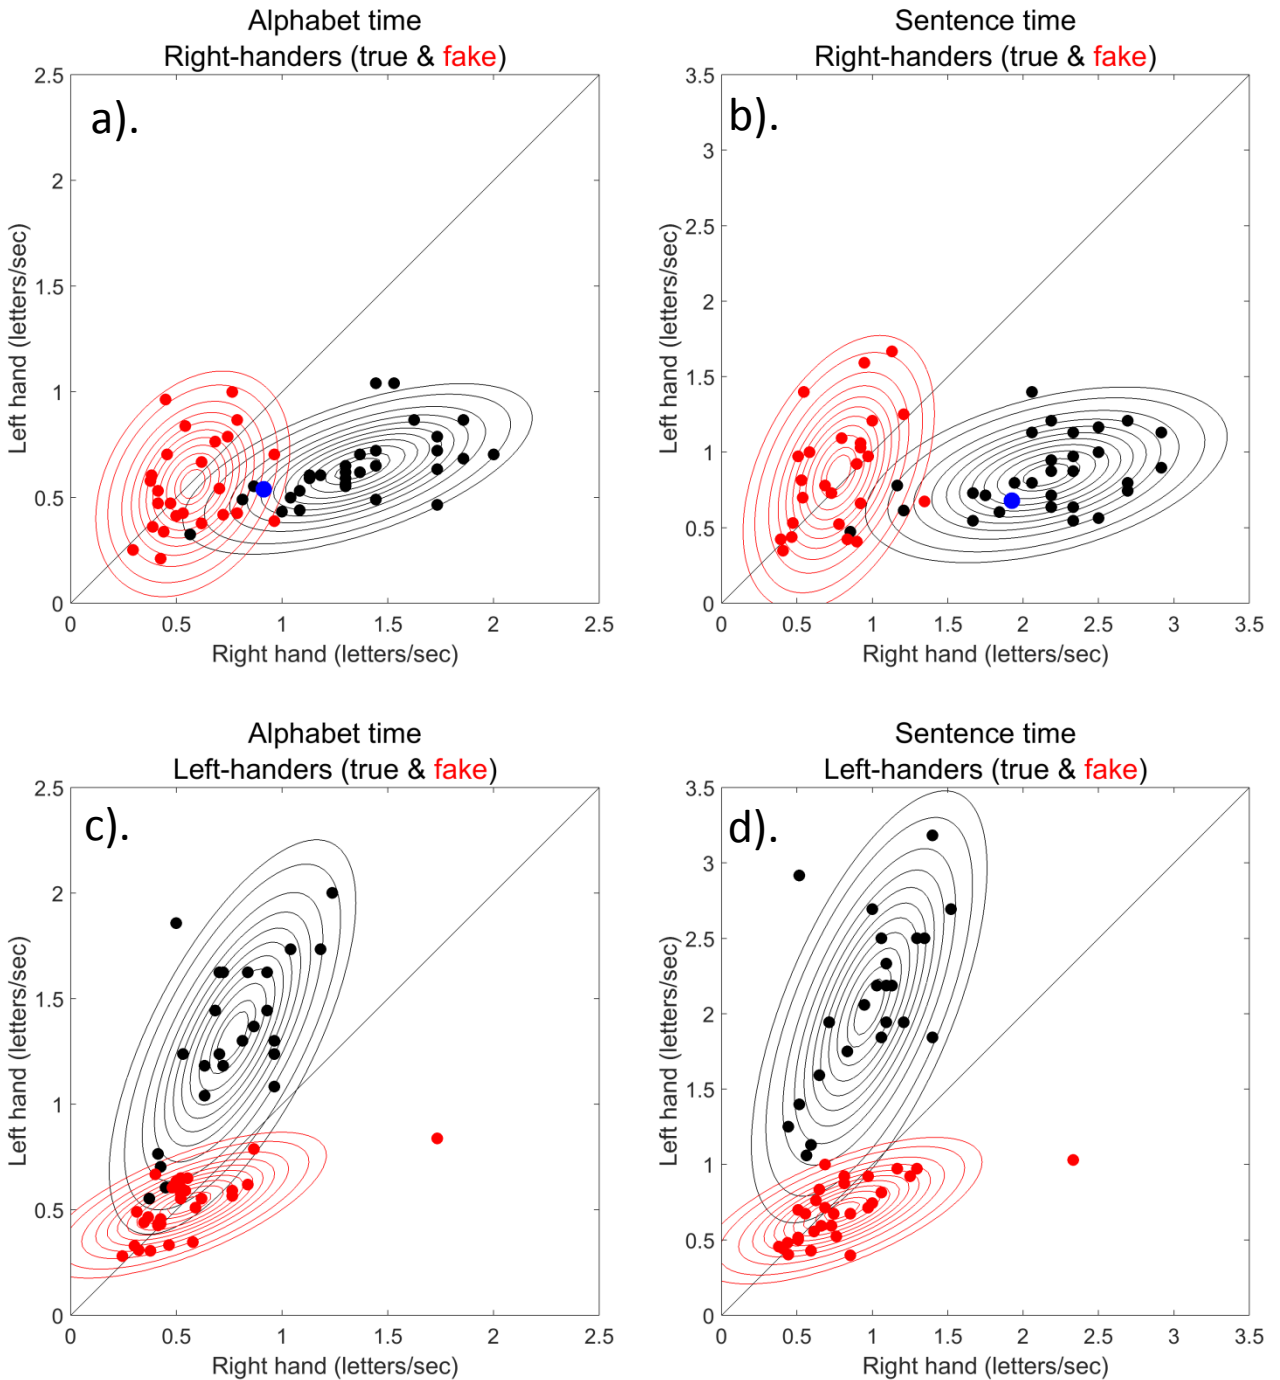 Alphabet time
Right-handers (true & fake)
a).
2.5
2
1.5
1
0.5
0
0
0.5
1
1.5
2
2.5
Left hand (letters/sec)
Right hand (letters/sec)
Sentence time
Right-handers (true & fake)
b).
3.5
3
2.5
2
1.5
1
0.5
0
0
0.5
1
1.5
2
2.5
3
3.5
Left hand (letters/sec)
Right hand (letters/sec)
Alphabet time
Left-handers (true & fake)
c).
2.5
2
1.5
1
0.5
0
0
0.5
1
1.5
2
2.5
Left hand (letters/sec)
Right hand (letters/sec)
Sentence time
Left-handers (true & fake)
d).
3.5
3
2.5
2
1.5
1
0.5
0
0
0.5
1
1.5
2
2.5
3
3.5
Left hand (letters/sec)
Right hand (letters/sec)